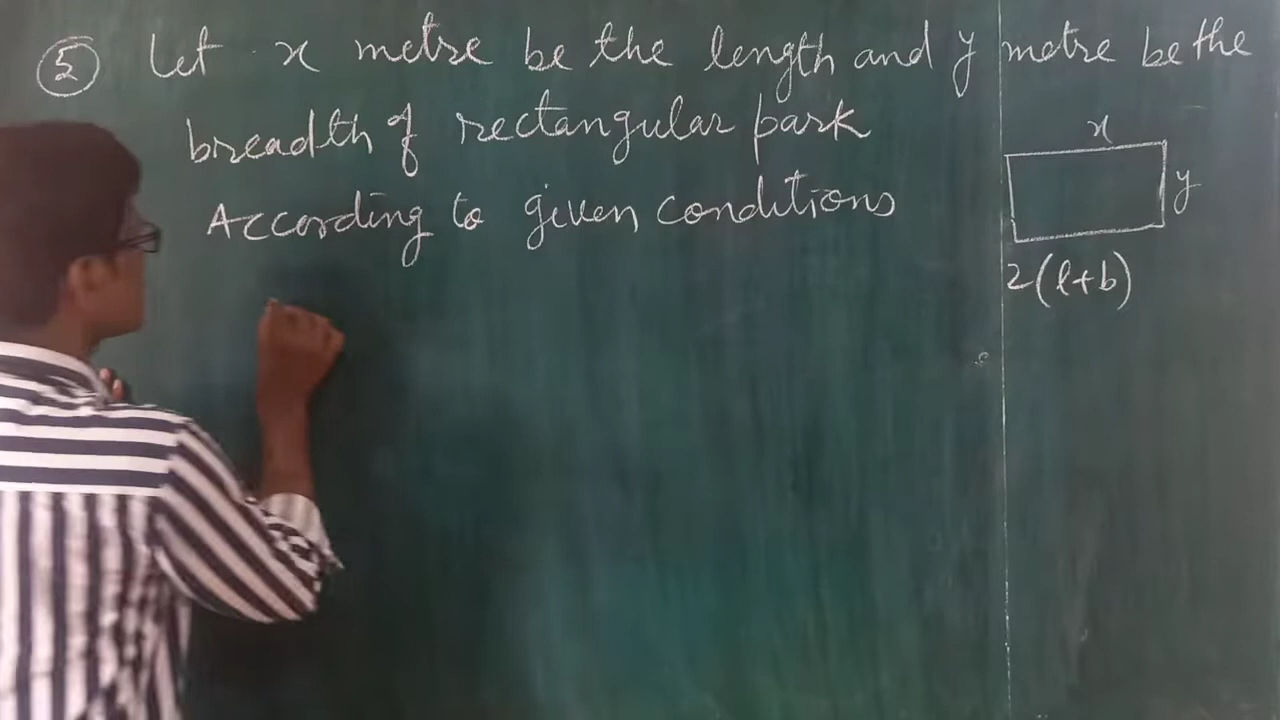 5 Let x metre be the length and y metre be the
breadth of rectangular park
According to given conditions
x
y
2(l+b)